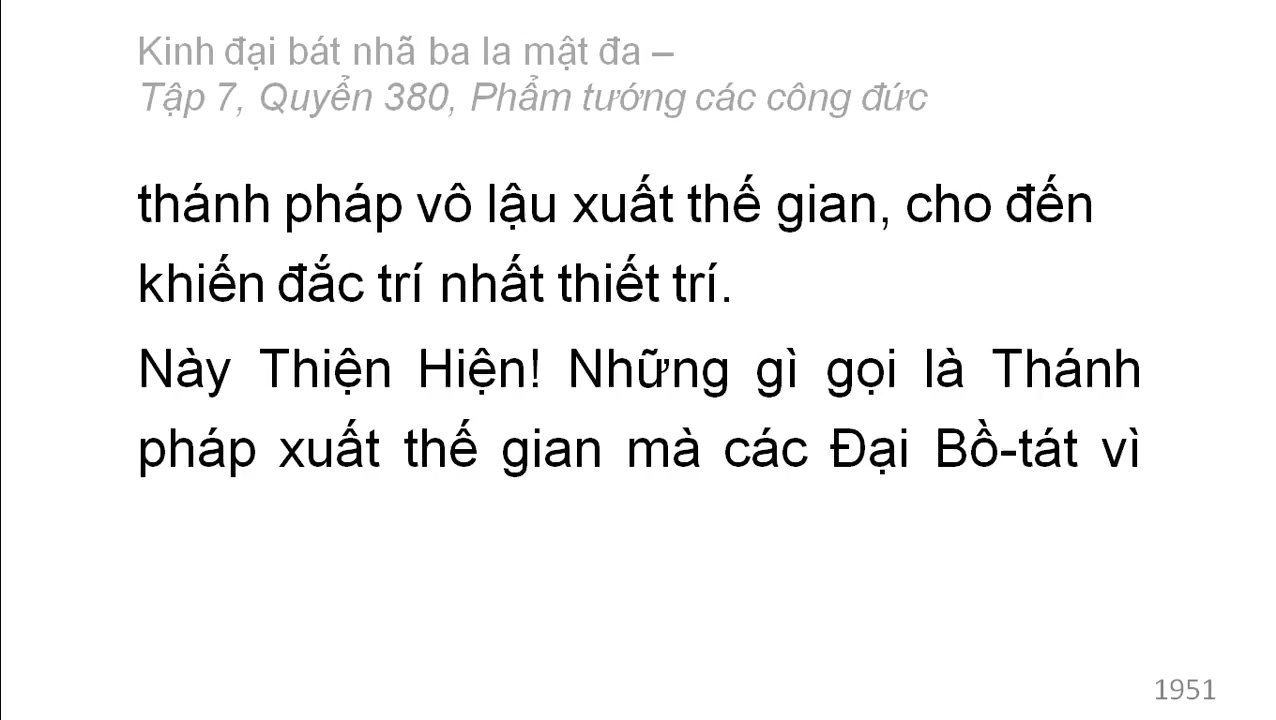 Kinh đại bát nhã ba la mật đa –
Tập 7, Quyển 380, Phẩm tướng các công đức
thánh pháp vô lậu xuất thế gian, cho đến
khiến đắc trí nhất thiết trí.
Này Thiện Hiện! Những gì gọi là Thánh
pháp xuất thế gian mà các Đại Bồ-tát vì
1951